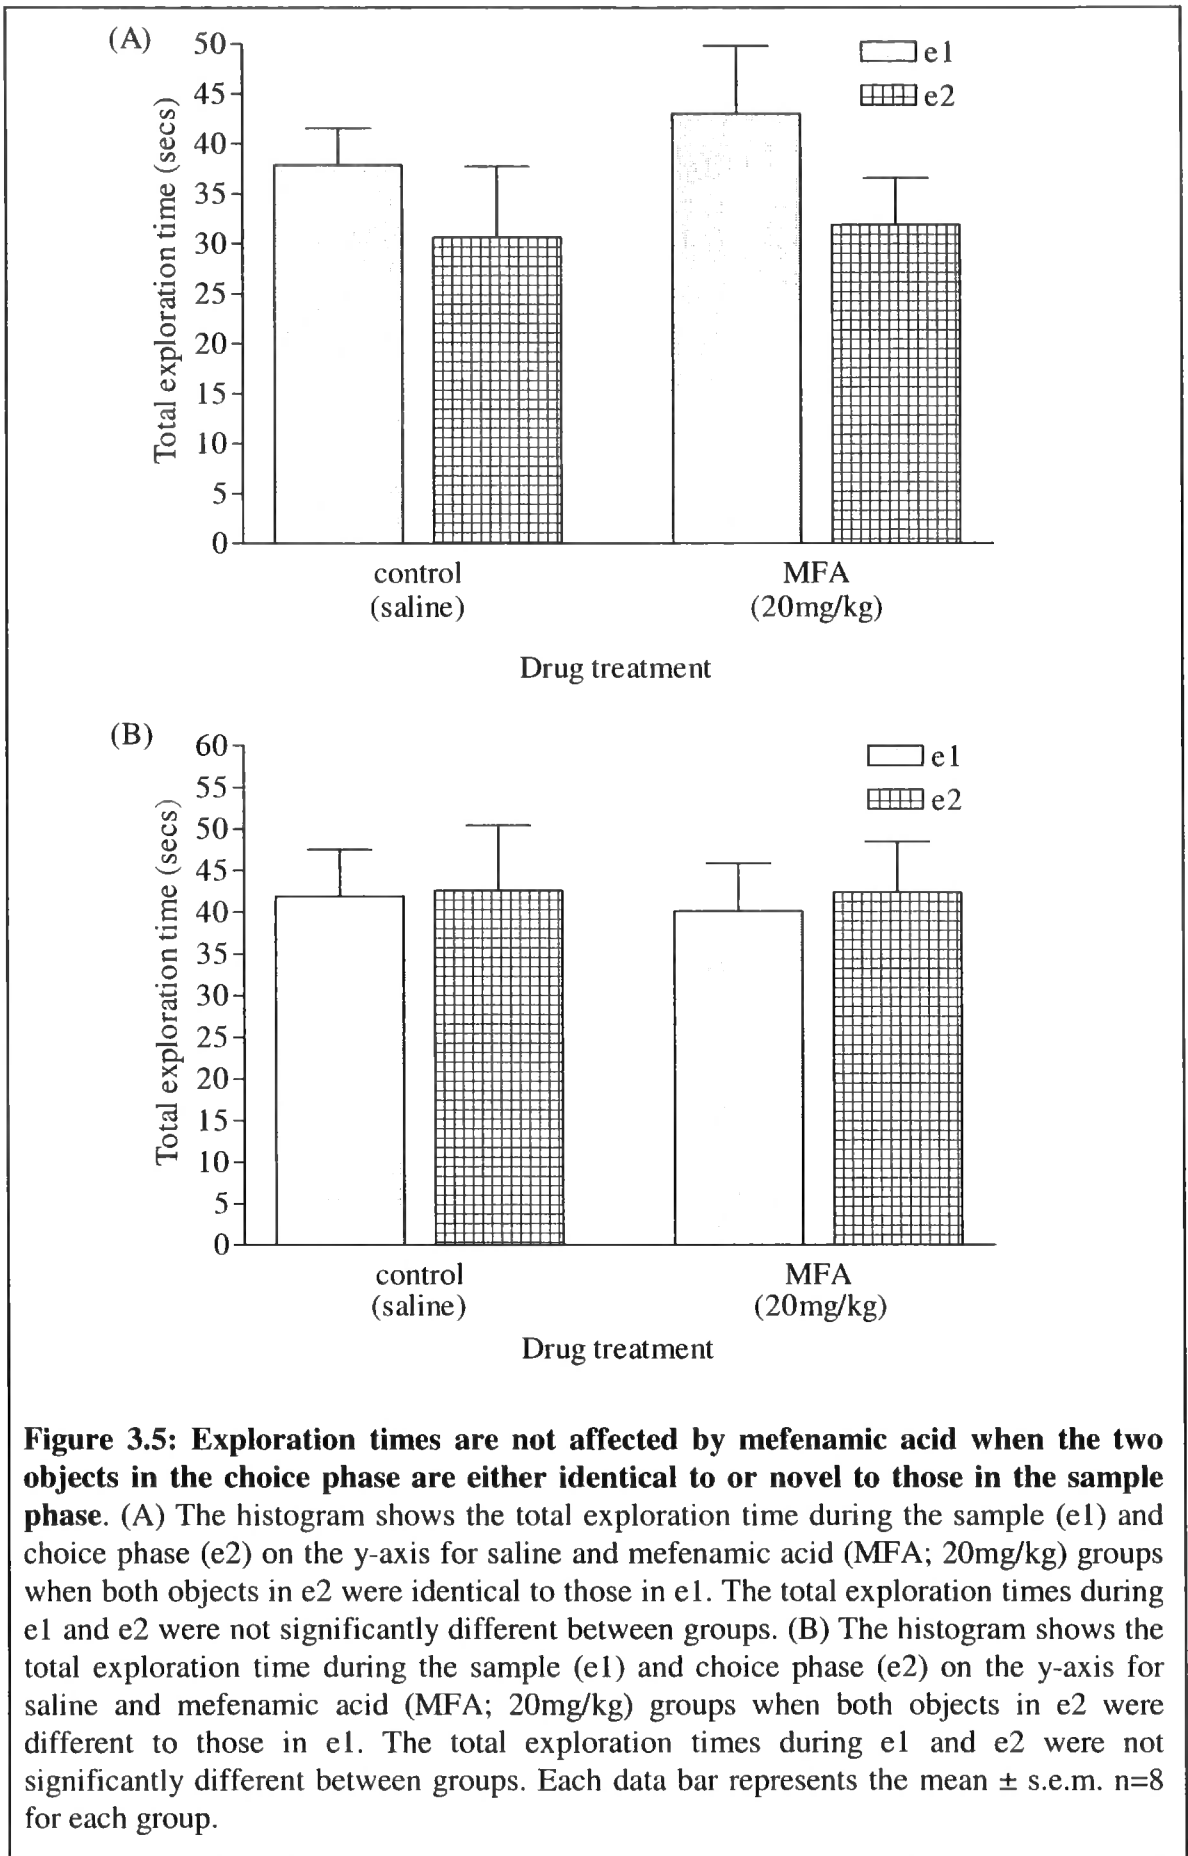 (A)
50
45
40
35
30
25
20
15
10
5
0
Total exploration time (secs)
e1
e2
control
(saline)
MFA
(20mg/kg)
Drug treatment
(B)
60
55
50
45
40
35
30
25
20
15
10
5
0
Total exploration time (secs)
e1
e2
control
(saline)
MFA
(20mg/kg)
Drug treatment
Figure 3.5: Exploration times are not affected by mefenamic acid when the two
objects in the choice phase are either identical to or novel to those in the sample
phase. (A) The histogram shows the total exploration time during the sample (e1) and
choice phase (e2) on the y-axis for saline and mefenamic acid (MFA; 20mg/kg) groups
when both objects in e2 were identical to those in e1. The total exploration times during
e1 and e2 were not significantly different between groups. (B) The histogram shows the
total exploration time during the sample (e1) and choice phase (e2) on the y-axis for
saline and mefenamic acid (MFA; 20mg/kg) groups when both objects in e2 were
different to those in e1. The total exploration times during e1 and e2 were not
significantly different between groups. Each data bar represents the mean ± s.e.m. n=8
for each group.